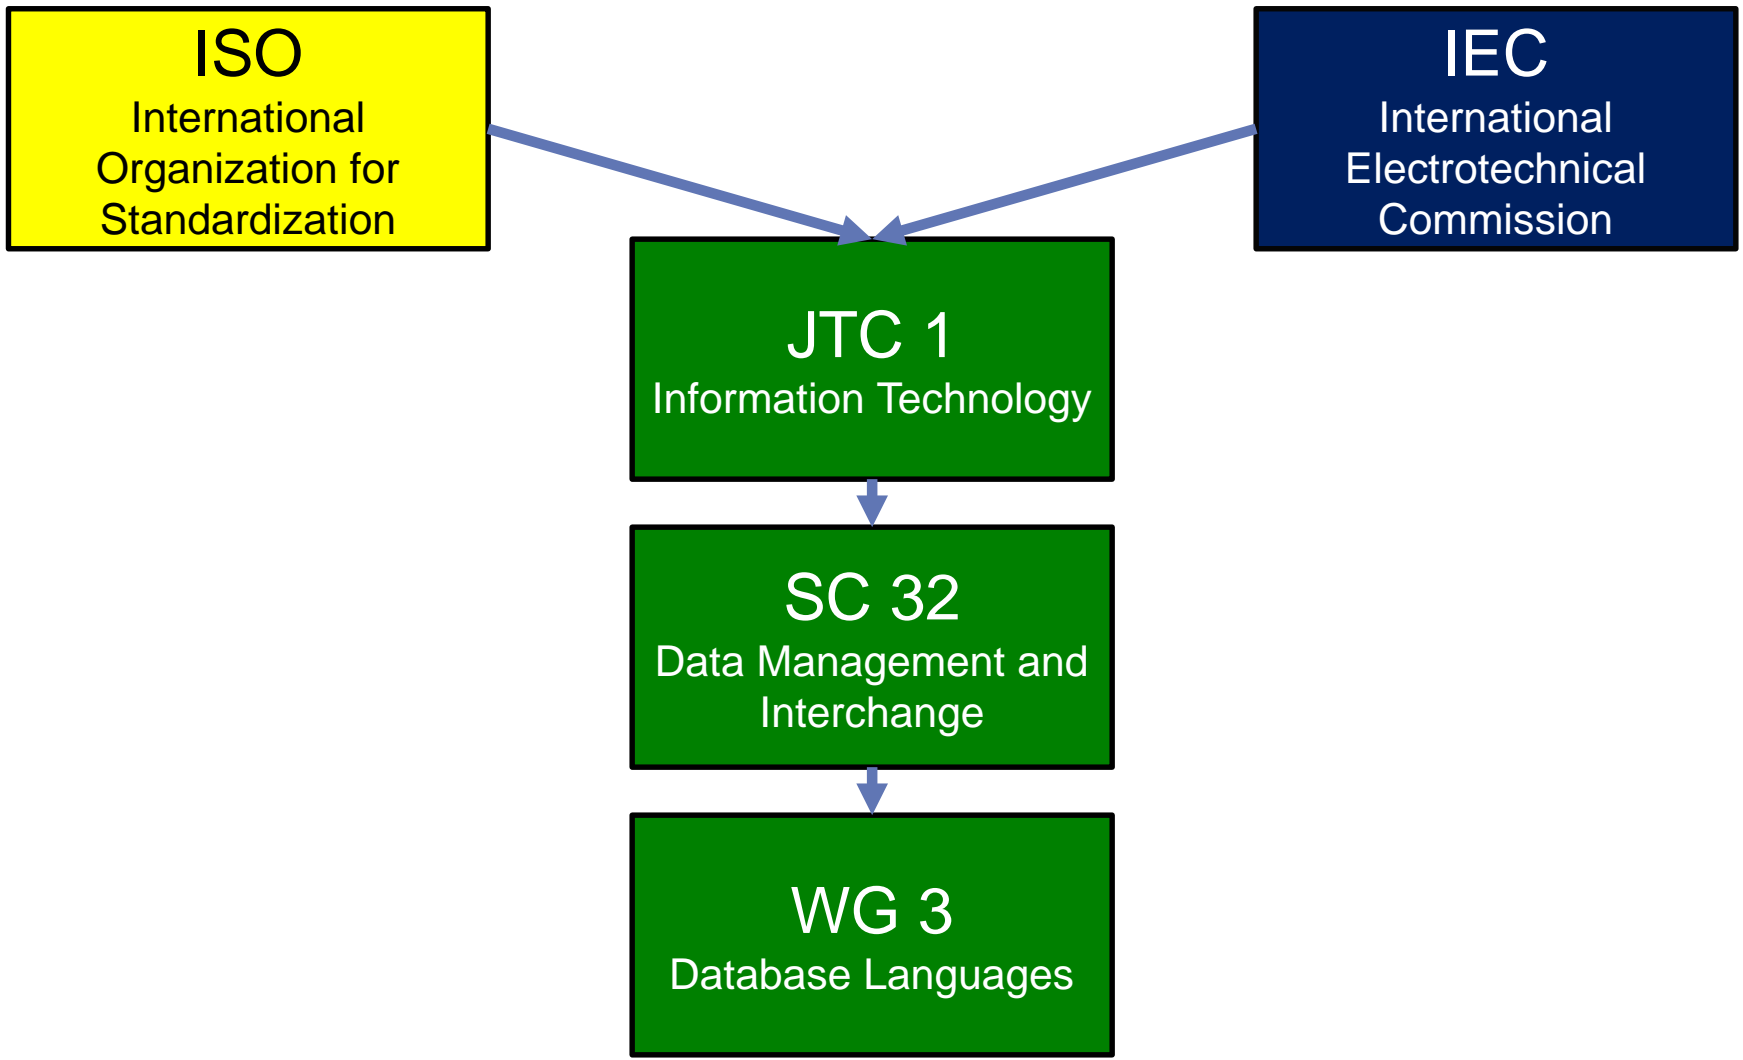 ISO
International
Organization for
Standardization
IEC
International
Electrotechnical
Commission
JTC 1
Information Technology
SC 32
Data Management and
Interchange
WG 3
Database Languages